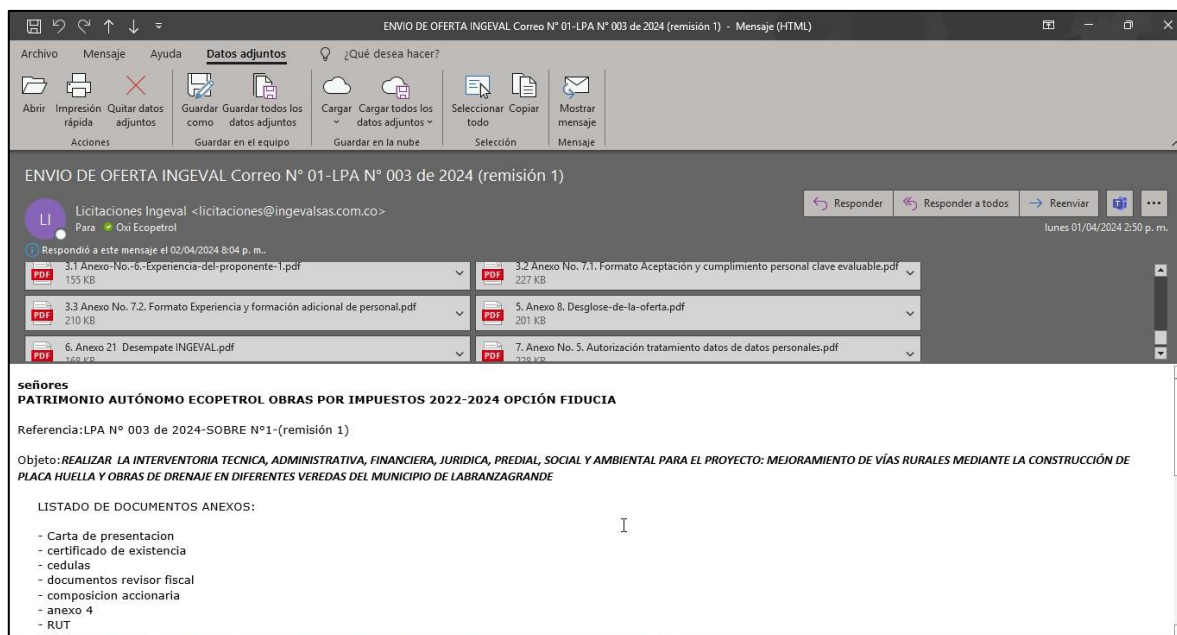 ENVIO DE OFERTA INGEVAL Correo N° 01-LPA N° 003 de 2024 (remisión 1) - Mensaje (HTML)
Archivo Mensaje Ayuda Datos adjuntos ¿Qué desea hacer?
Abrir Impresión rápida Quitar datos adjuntos Guardar como Guardar todos los datos adjuntos Cargar Cargar todos los datos adjuntos Seleccionar todo Copiar Mostrar mensaje
Acciones Guardar en el equipo Guardar en la nube Selección Mensaje
ENVIO DE OFERTA INGEVAL Correo N° 01-LPA N° 003 de 2024 (remisión 1)
LI
Licitaciones Ingeval <licitaciones@ingevalsas.com.co>
Para Oxi Ecopetrol
Responder Responder a todos Reenviar ...
lunes 01/04/2024 2:50 p. m.
Respondió a este mensaje el 02/04/2024 8:04 p. m..
PDF 3.1 Anexo-No.-6.-Experiencia-del-proponente-1.pdf
155 KB
PDF 3.2 Anexo No. 7.1. Formato Aceptación y cumplimiento personal clave evaluable.pdf
227 KB
PDF 3.3 Anexo No. 7.2. Formato Experiencia y formación adicional de personal.pdf
210 KB
PDF 5. Anexo 8. Desglose-de-la-oferta.pdf
201 KB
PDF 6. Anexo 21 Desempate INGEVAL.pdf
168 KB
PDF 7. Anexo No. 5. Autorización tratamiento datos de datos personales.pdf
señores
PATRIMONIO AUTÓNOMO ECOPETROL OBRAS POR IMPUESTOS 2022-2024 OPCIÓN FIDUCIA
Referencia:LPA N° 003 de 2024-SOBRE N°1-(remisión 1)
Objeto:REALIZAR LA INTERVENTORIA TECNICA, ADMINISTRATIVA, FINANCIERA, JURIDICA, PREDIAL, SOCIAL Y AMBIENTAL PARA EL PROYECTO: MEJORAMIENTO DE VÍAS RURALES MEDIANTE LA CONSTRUCCIÓN DE
PLACA HUELLA Y OBRAS DE DRENAJE EN DIFERENTES VEREDAS DEL MUNICIPIO DE LABRANZAGRANDE
LISTADO DE DOCUMENTOS ANEXOS:
- Carta de presentacion
- certificado de existencia
- cedulas
- documentos revisor fiscal
- composicion accionaria
- anexo 4
- RUT